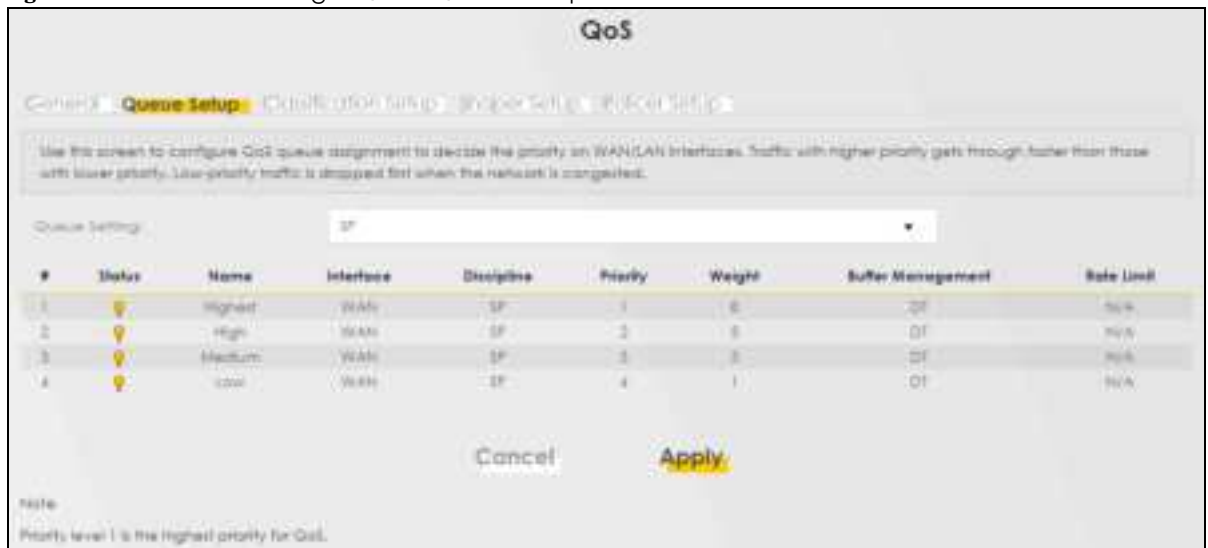 QoS
General Queue Setup Classification Setup Shaper Setup Policer Setup
Use this screen to configure QoS queue assignment to decide the priority on WAN/LAN interfaces. Traffic with higher priority gets through faster than those
with lower priority. Low-priority traffic is dropped first when the network is congested.
Queue Setting: SP
# Status Name Interface Discipline Priority Weight Buffer Management Rate Limit
1 Highest WAN SP 1 DT N/A
2 High WAN SP 2 DT N/A
3 Medium WAN SP 3 DT N/A
4 Low WAN SP 4 1 DT N/A
Cancel Apply
Note
Priority level 1 is the highest priority for QoS.